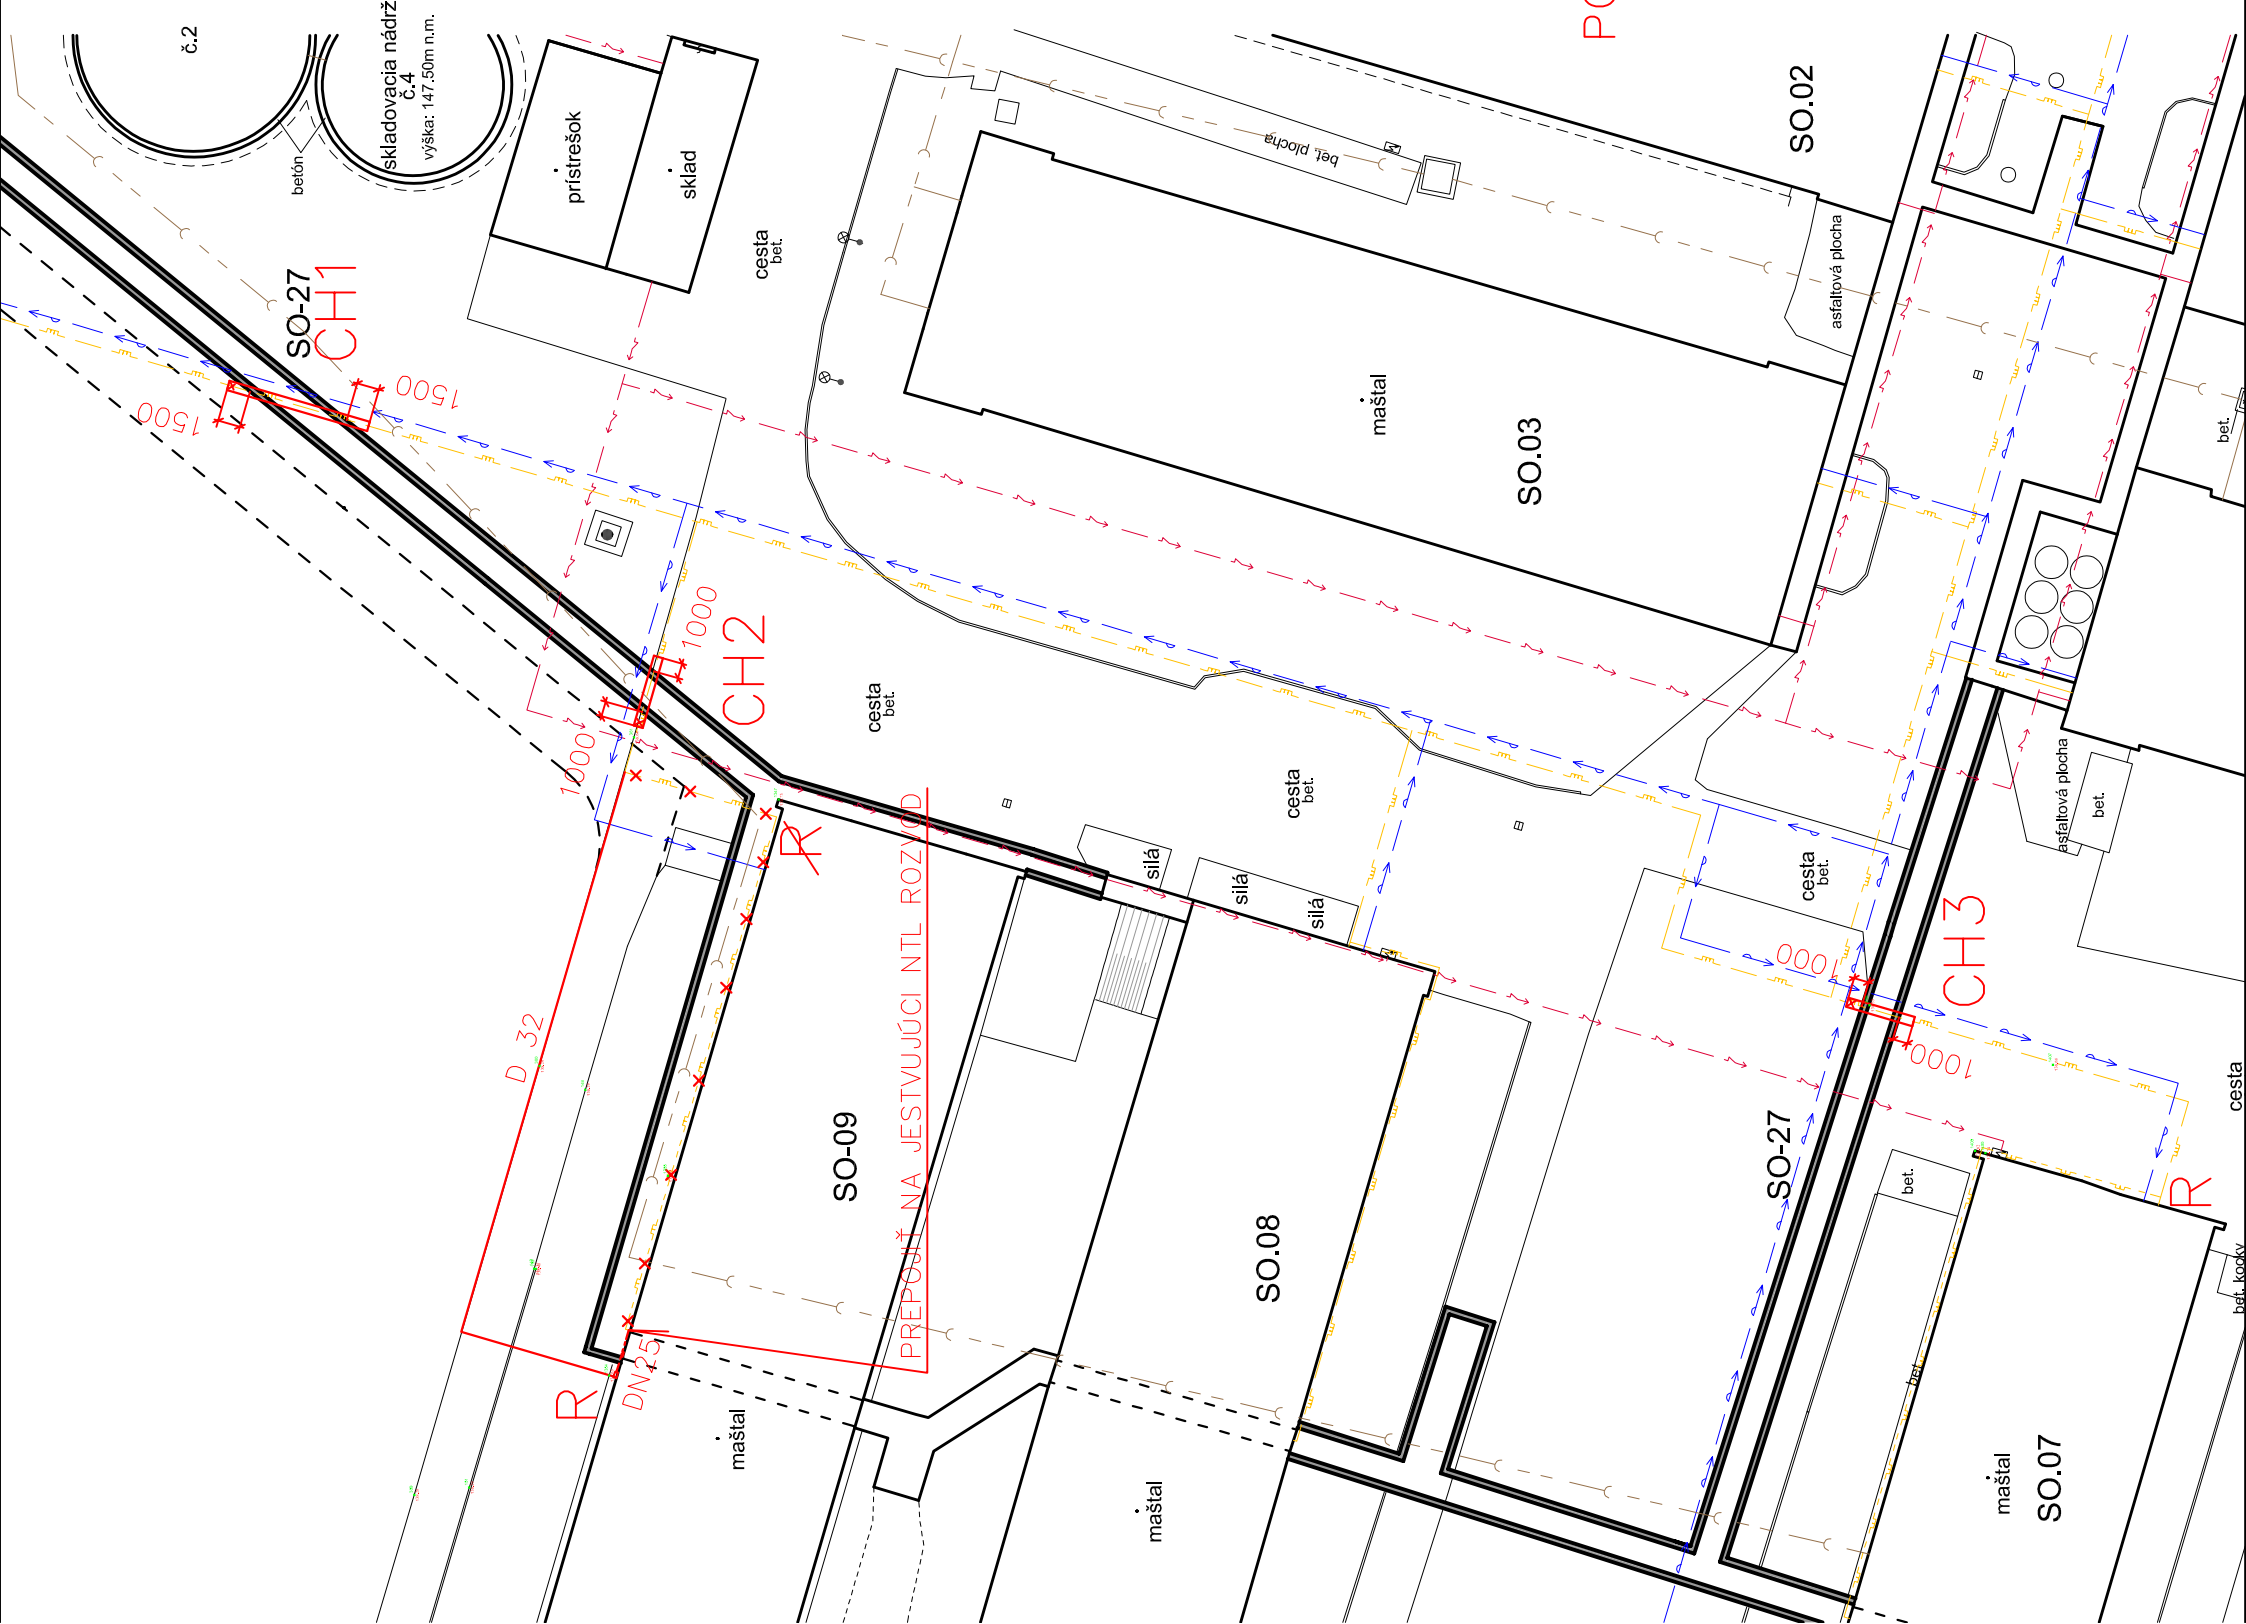 č.2
skladovacia nádrž
č.4
výška: 147.50m n.m.
betón
prístrešok
sklad
cesta
bet.
bet. plocha
SO.02
asfaltová plocha
SO-27
CH1
1500
1500
maštal
SO.03
bet.
1000
CH2
1000
cesta
bet.
cesta
bet.
silá
silá
silá
R
PREPOJIŤ NA JESTVUJÚCI NTL ROZVOD
asfaltová plocha
bet.
cesta
bet.
1000
CH3
1000
D 32
SO-09
SO.08
SO-27
bet.
cesta
R
bet. kocky
DN25
R
maštal
maštal
bet.
maštal
SO.07